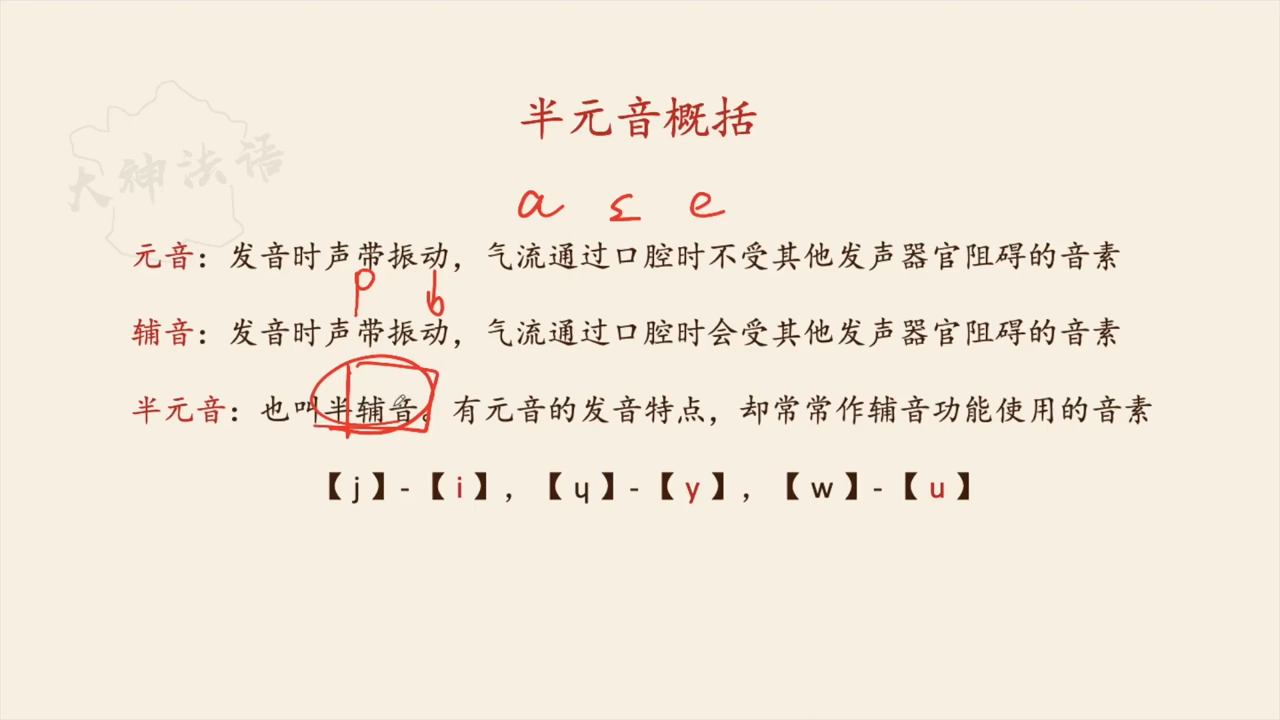 大神法语
半元音概括
a ε e
元音：发音时声带振动，气流通过口腔时不受其他发声器官阻碍的音素
p b
辅音：发音时声带振动，气流通过口腔时会受其他发声器官阻碍的音素
半元音：也叫半辅音。有元音的发音特点，却常常作辅音功能使用的音素
【j】-【i】，【ɥ】-【y】，【w】-【u】